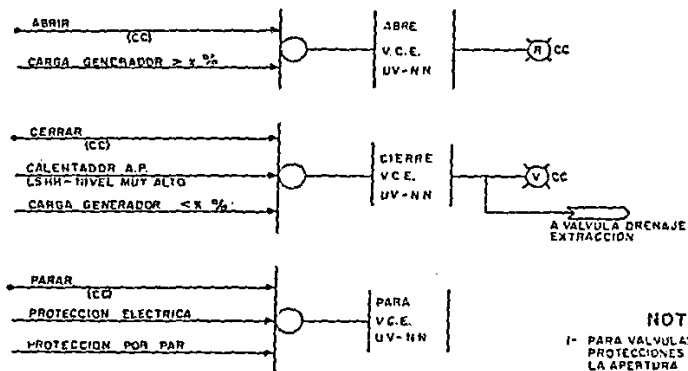 ABRIR
(CC)
CARGA GENERADOR > X %
ABRE
V.C.E.
UV-NN
R CC
CERRAR
(CC)
CALENTADOR A.P.
LSHH-NIVEL MUY ALTO
CARGA GENERADOR < X %
CIERRE
V.C.E.
UV-NN
V CC
A VALVULA DRENAJE
EXTRACCION
PARAR
(CC)
PROTECCION ELECTRICA
PROTECCION POR PAR
PARA
V.C.E.
UV-NN
NOT
1- PARA VALVULAS
PROTECCIONES
LA APERTURA